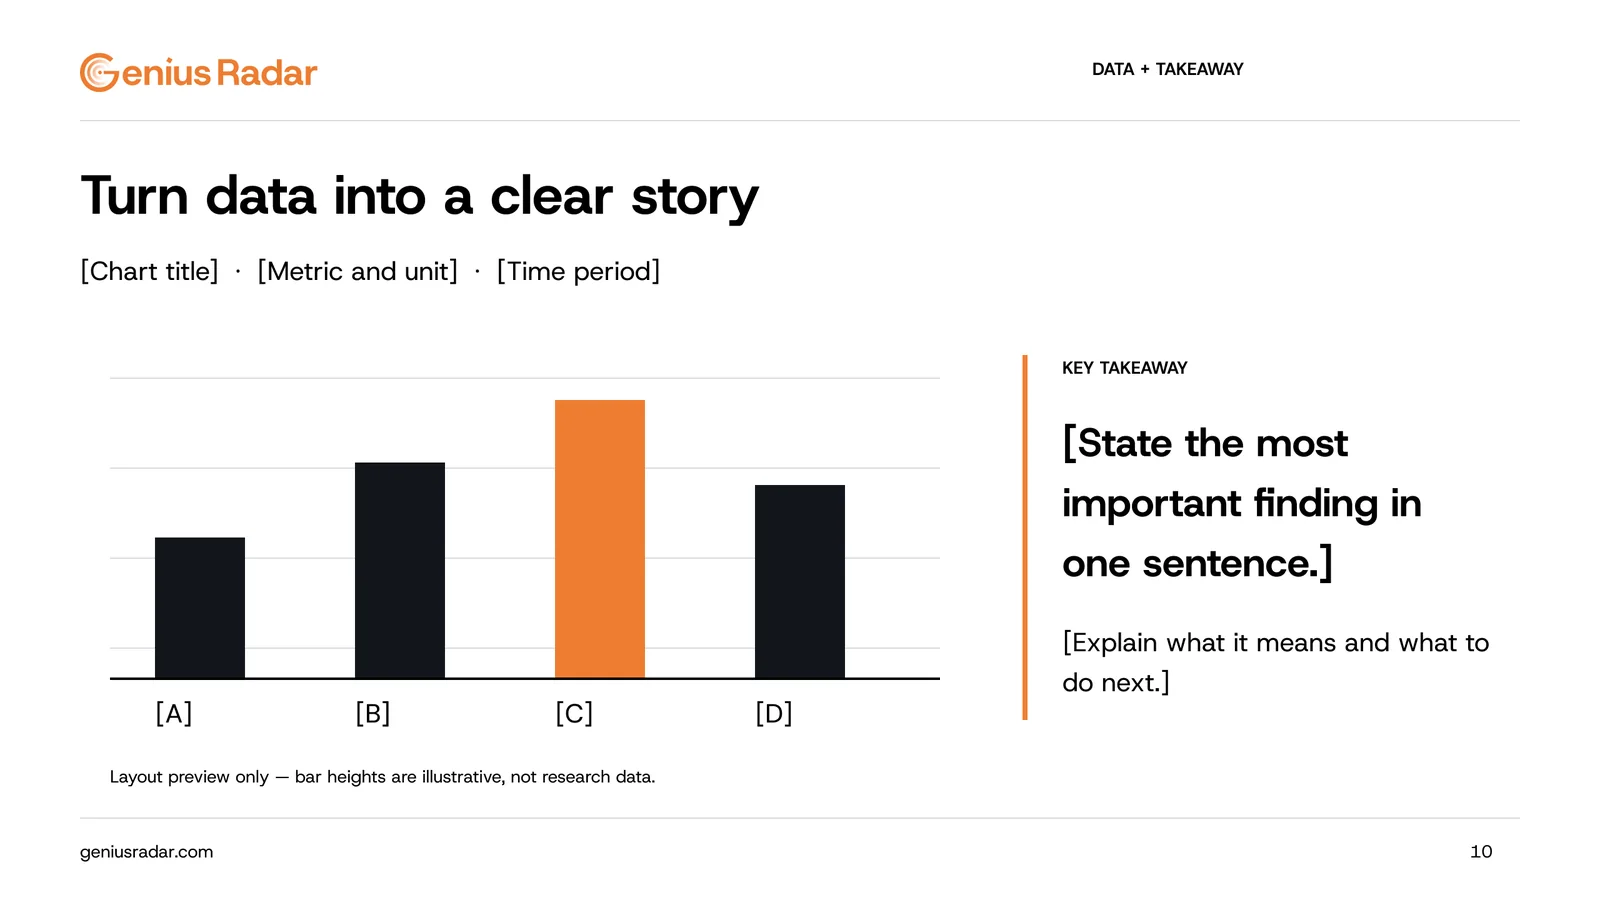 Genius Radar
DATA + TAKEAWAY
Turn data into a clear story
[Chart title] · [Metric and unit] · [Time period]
KEY TAKEAWAY
[State the most
important finding in
one sentence.]
[Explain what it means and what to
do next.]
[A] [B] [C] [D]
Layout preview only — bar heights are illustrative, not research data.
geniusradar.com
10